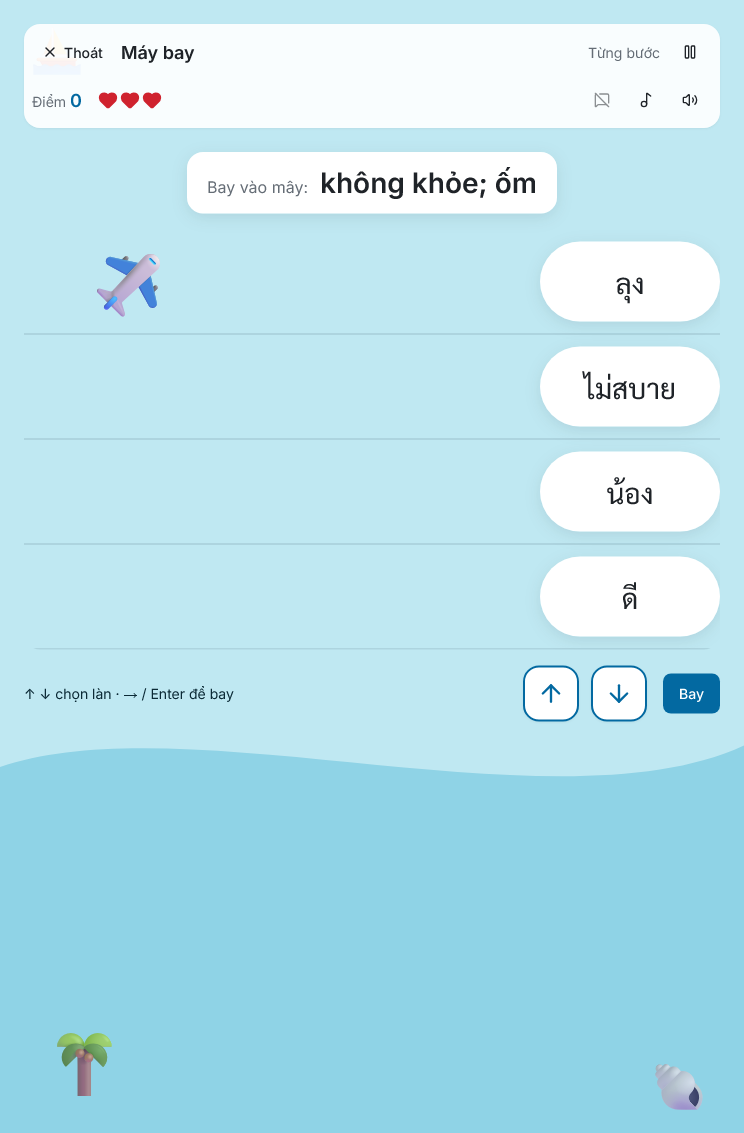 Thoát Máy bay Từng bước
Điểm 0
Bay vào mây: không khỏe; ốm
ลุง
ไม่สบาย
น้อง
ดี
↑ ↓ chọn làn · → / Enter để bay
Bay